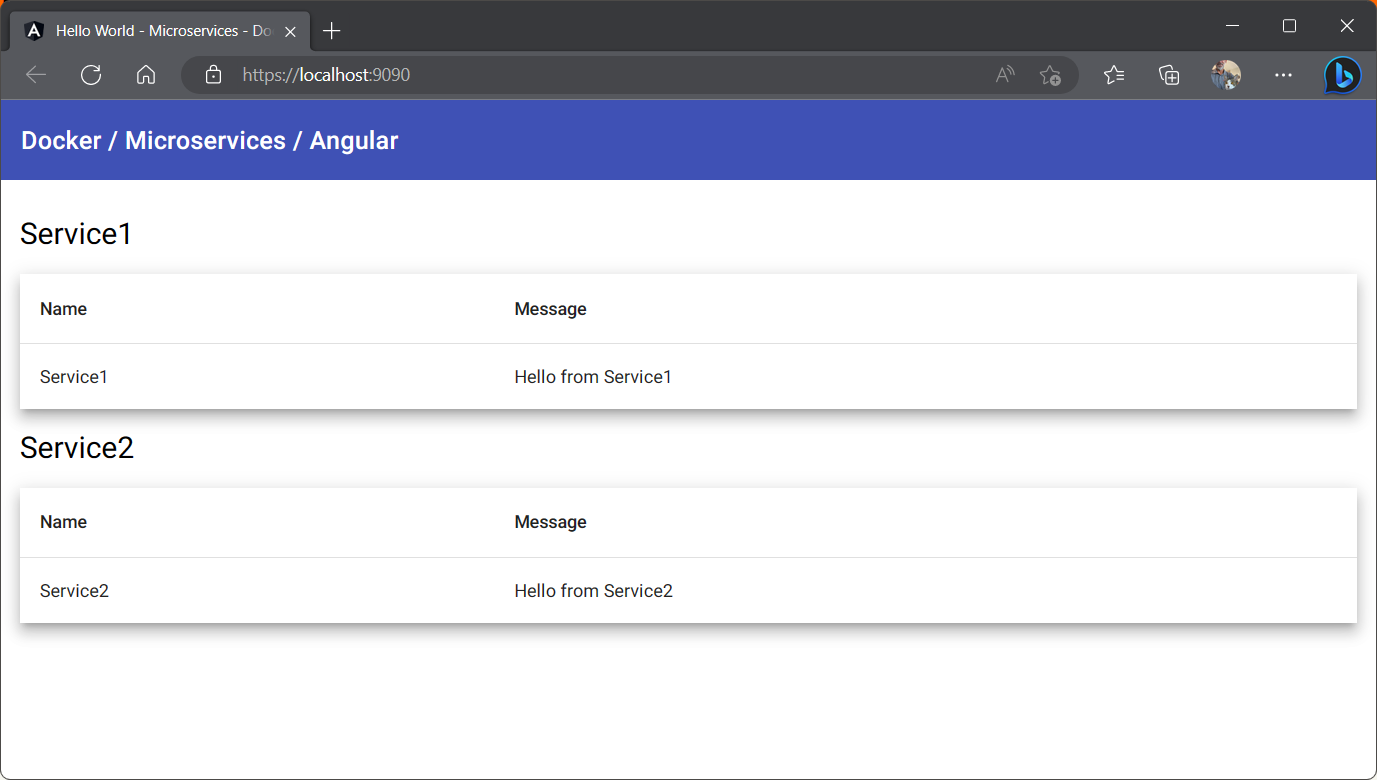 Hello World - Microservices - Do
https://localhost:9090
Docker / Microservices / Angular
Service1
Name Message
Service1 Hello from Service1
Service2
Name Message
Service2 Hello from Service2